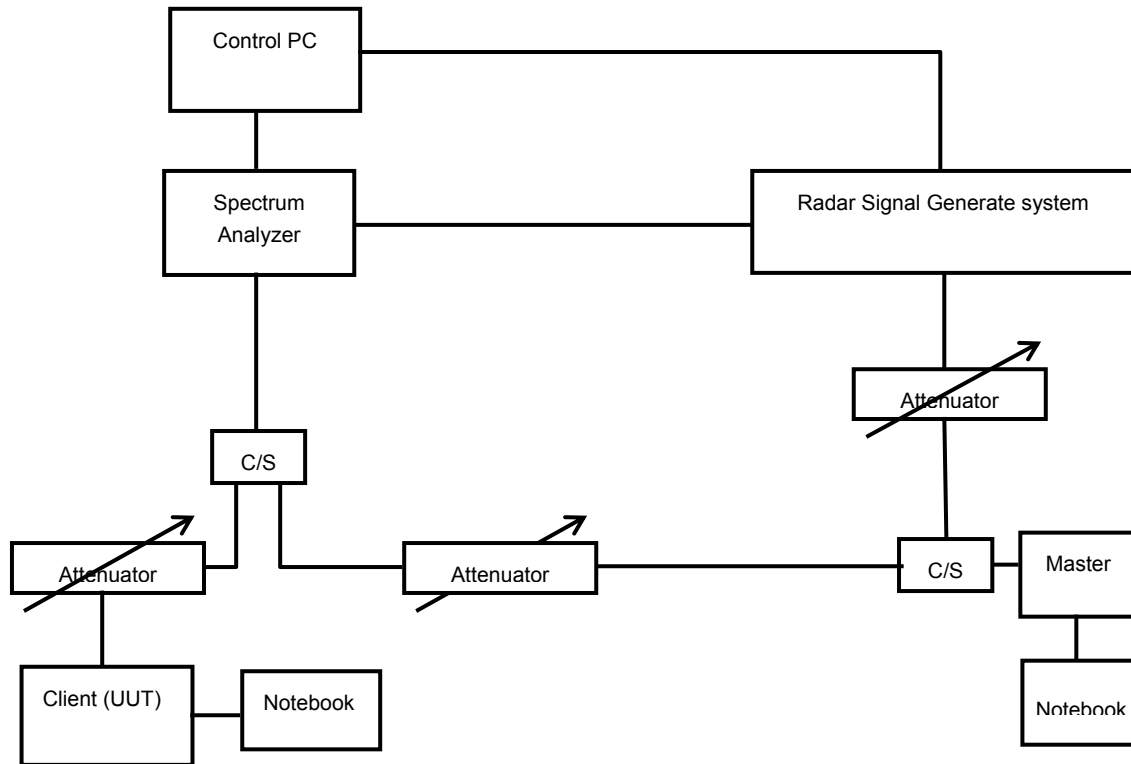 Control PC
Spectrum
Analyzer
Radar Signal Generate system
Attenuator
C/S
Attenuator
Attenuator
C/S
Master
Client (UUT)
Notebook
Notebook